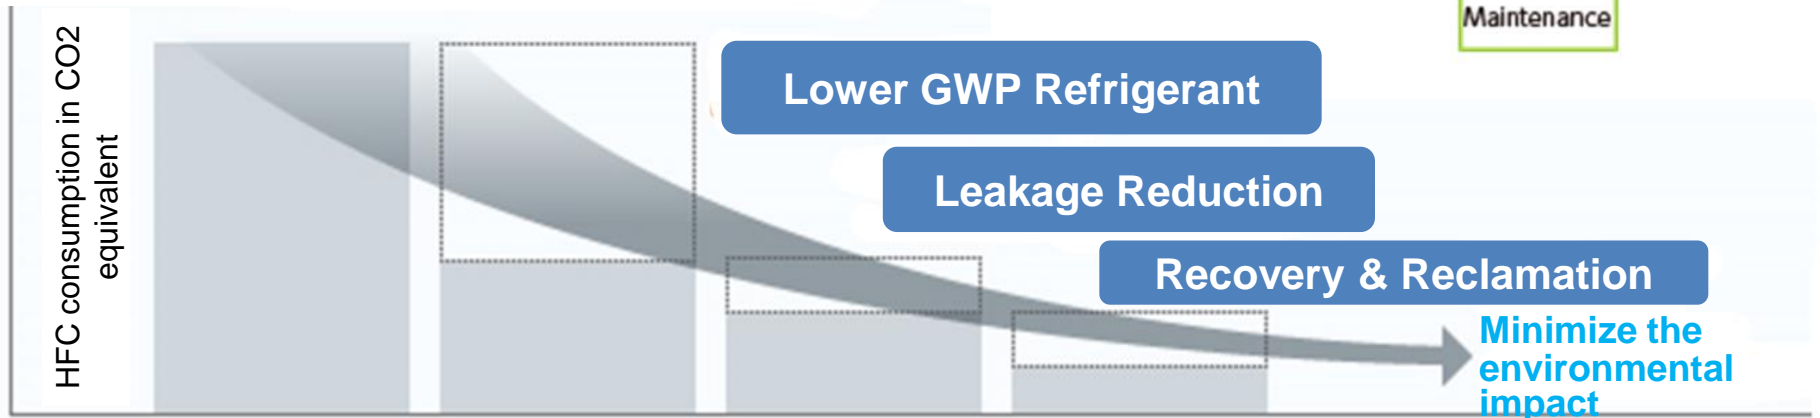 Maintenance
HFC consumption in CO2
equivalent
Lower GWP Refrigerant
Leakage Reduction
Recovery & Reclamation
Minimize the
environmental
impact